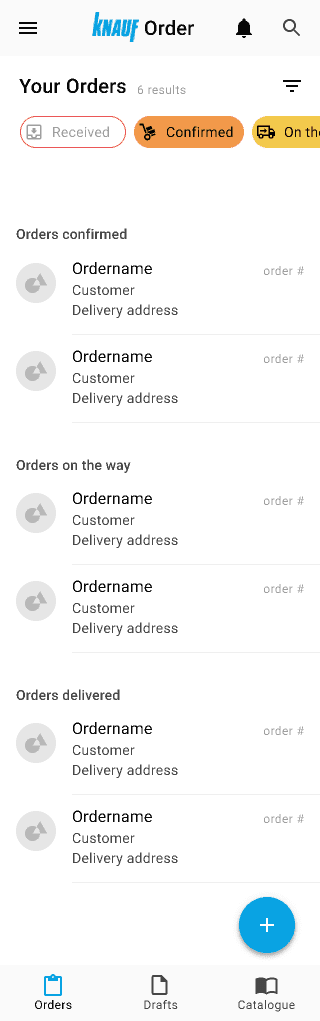 KNAUF Order
Your Orders 6 results
Received Confirmed On the
Orders confirmed
Ordername order #
Customer
Delivery address
Ordername order #
Customer
Delivery address
Orders on the way
Ordername order #
Customer
Delivery address
Ordername order #
Customer
Delivery address
Orders delivered
Ordername order #
Customer
Delivery address
Ordername order #
Customer
Delivery address
Orders Drafts Catalogue